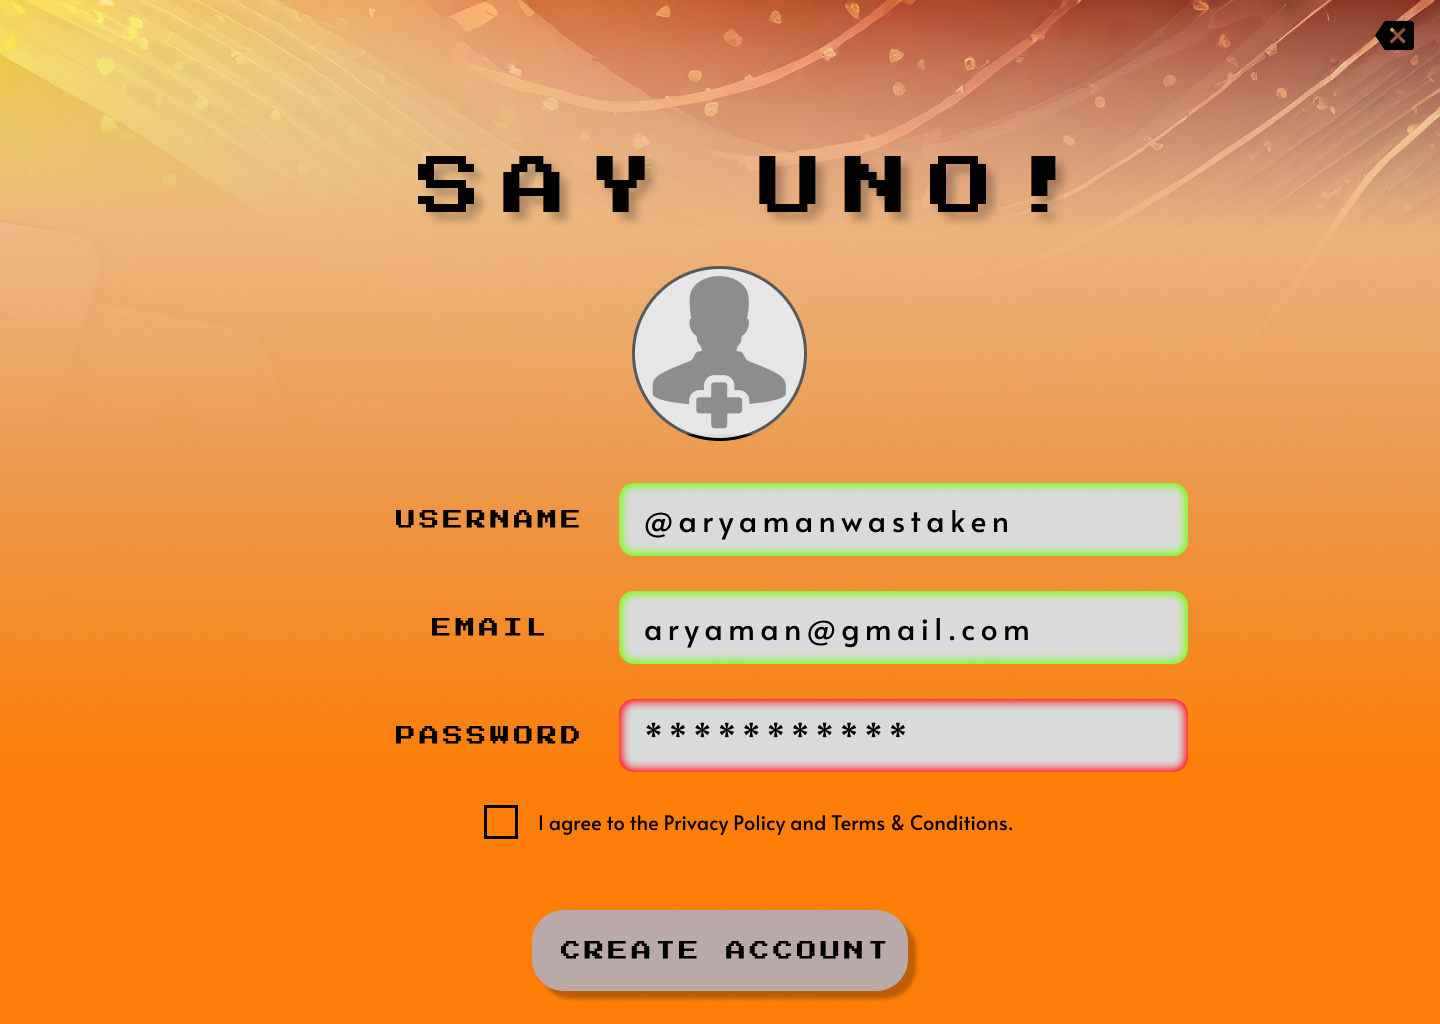 SAY UNO!
USERNAME
@aryamanwastaken
EMAIL
aryaman@gmail.com
PASSWORD
***********
I agree to the Privacy Policy and Terms & Conditions.
CREATE ACCOUNT